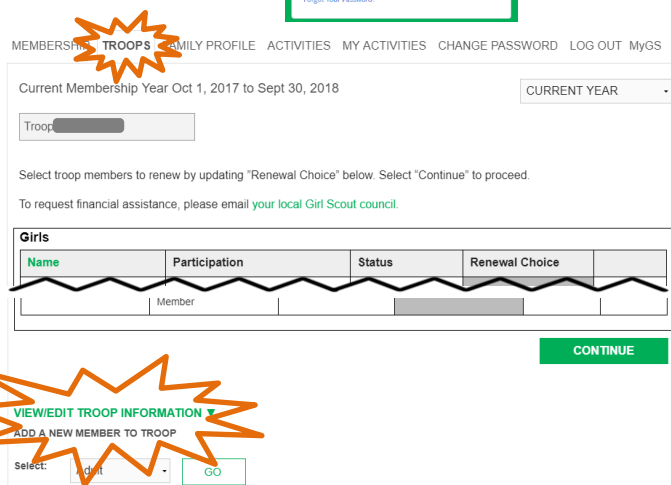 Forgot Your Password?
MEMBERSHIP TROOPS FAMILY PROFILE ACTIVITIES MY ACTIVITIES CHANGE PASSWORD LOG OUT MyGS
Current Membership Year Oct 1, 2017 to Sept 30, 2018
CURRENT YEAR
Troop
Select troop members to renew by updating "Renewal Choice" below. Select "Continue" to proceed.
To request financial assistance, please email your local Girl Scout council.
Girls
Name Participation Status Renewal Choice
Member
CONTINUE
VIEW/EDIT TROOP INFORMATION ▼
ADD A NEW MEMBER TO TROOP
Select: Adult GO